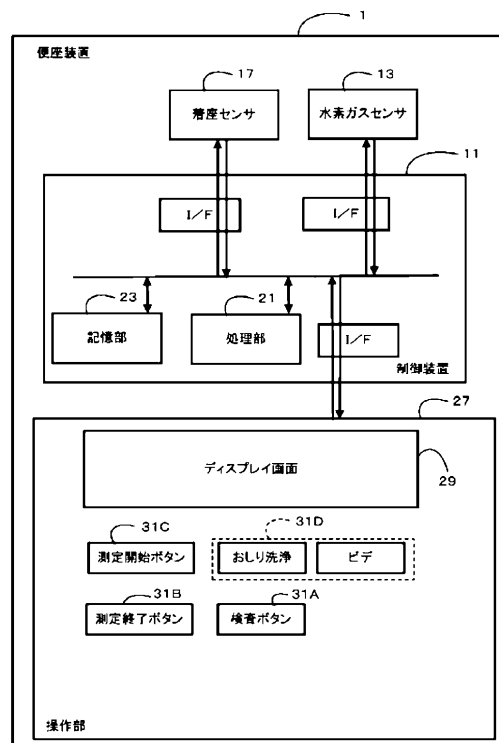 1
便座装置
17
13
着座センサ
水素ガスセンサ
11
I/F
I/F
23
21
記憶部
処理部
I/F
制御装置
27
ディスプレイ画面
29
31C
31D
測定開始ボタン
おしり洗浄
ビデ
31B
31A
測定終了ボタン
検査ボタン
操作部